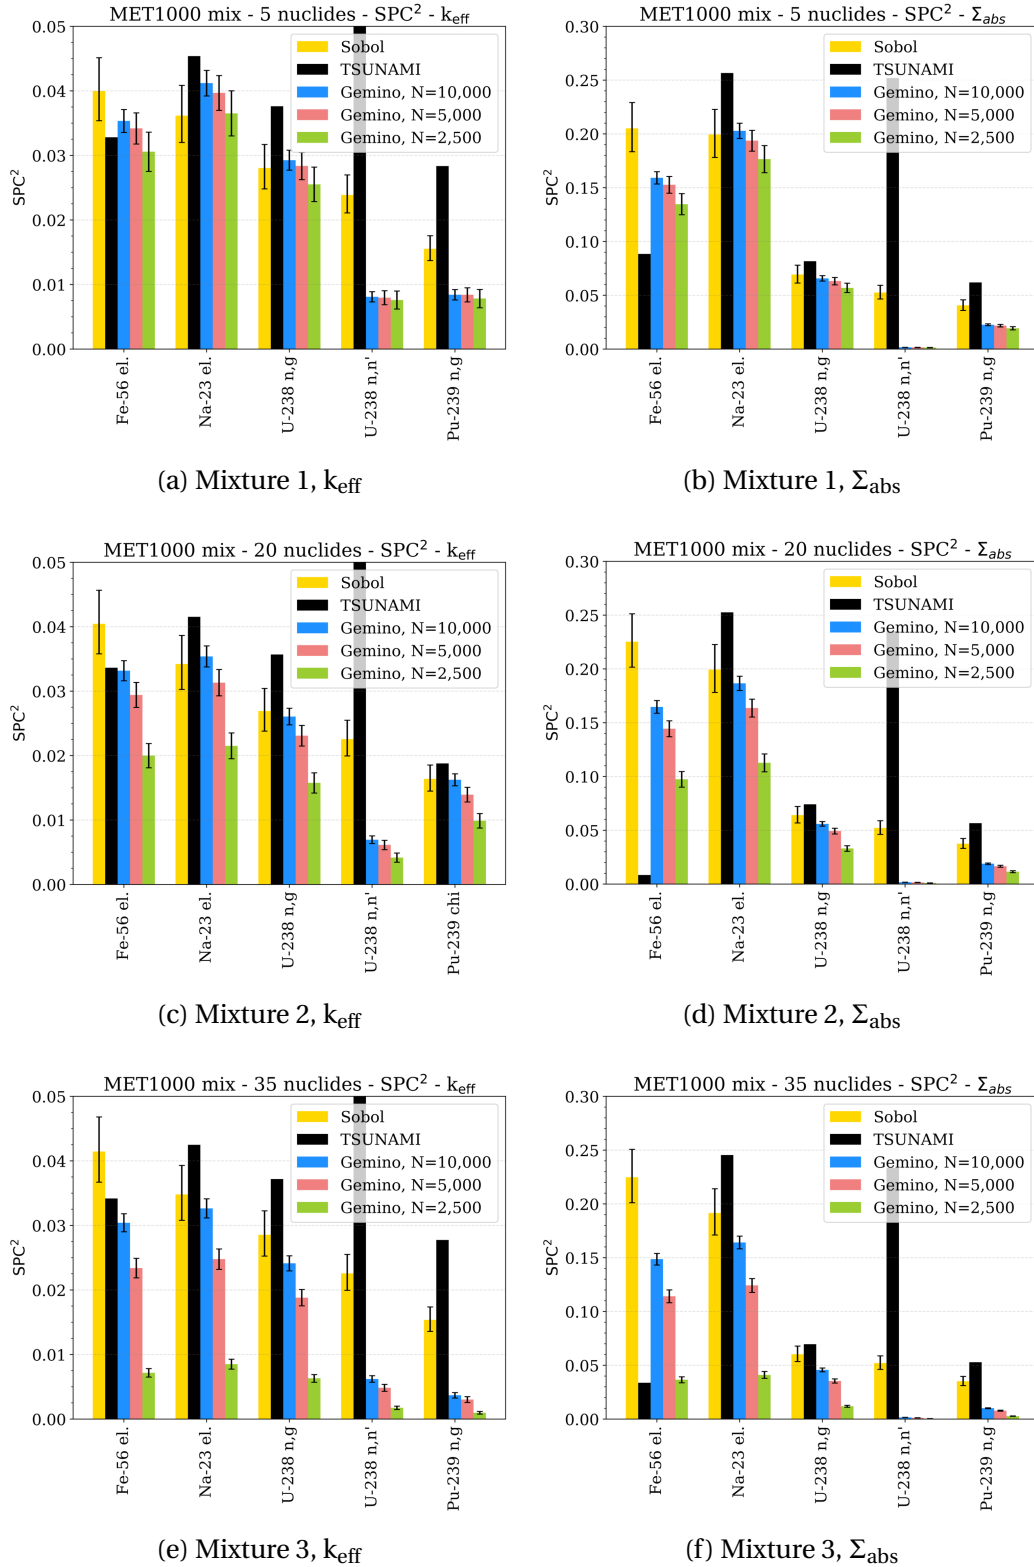 MET1000 mix - 5 nuclides - SPC² - k_eff
SPC²
0.05
0.04
0.03
0.02
0.01
0.00
Sobol
TSUNAMI
Gemino, N=10,000
Gemino, N=5,000
Gemino, N=2,500
Fe-56 el.
Na-23 el.
U-238 n,g
U-238 n,n'
Pu-239 n,g
(a) Mixture 1, k_eff
MET1000 mix - 5 nuclides - SPC² - Σ_abs
SPC²
0.30
0.25
0.20
0.15
0.10
0.05
0.00
Sobol
TSUNAMI
Gemino, N=10,000
Gemino, N=5,000
Gemino, N=2,500
Fe-56 el.
Na-23 el.
U-238 n,g
U-238 n,n'
Pu-239 n,g
(b) Mixture 1, Σ_abs
MET1000 mix - 20 nuclides - SPC² - k_eff
SPC²
0.05
0.04
0.03
0.02
0.01
0.00
Sobol
TSUNAMI
Gemino, N=10,000
Gemino, N=5,000
Gemino, N=2,500
Fe-56 el.
Na-23 el.
U-238 n,g
U-238 n,n'
Pu-239 chi
(c) Mixture 2, k_eff
MET1000 mix - 20 nuclides - SPC² - Σ_abs
SPC²
0.30
0.25
0.20
0.15
0.10
0.05
0.00
Sobol
TSUNAMI
Gemino, N=10,000
Gemino, N=5,000
Gemino, N=2,500
Fe-56 el.
Na-23 el.
U-238 n,g
U-238 n,n'
Pu-239 n,g
(d) Mixture 2, Σ_abs
MET1000 mix - 35 nuclides - SPC² - k_eff
SPC²
0.05
0.04
0.03
0.02
0.01
0.00
Sobol
TSUNAMI
Gemino, N=10,000
Gemino, N=5,000
Gemino, N=2,500
Fe-56 el.
Na-23 el.
U-238 n,g
U-238 n,n'
Pu-239 n,g
(e) Mixture 3, k_eff
MET1000 mix - 35 nuclides - SPC² - Σ_abs
SPC²
0.30
0.25
0.20
0.15
0.10
0.05
0.00
Sobol
TSUNAMI
Gemino, N=10,000
Gemino, N=5,000
Gemino, N=2,500
Fe-56 el.
Na-23 el.
U-238 n,g
U-238 n,n'
Pu-239 n,g
(f) Mixture 3, Σ_abs